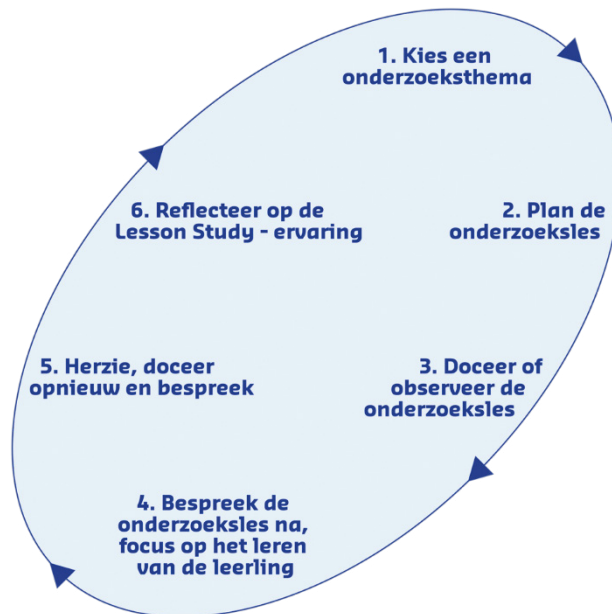 1. Kies een
onderzoeksthema
2. Plan de
onderzoeksles
3. Doceer of
observeer de
onderzoeksles
4. Bespreek de
onderzoeksles na,
focus op het leren
van de leerling
5. Herzie, doceer
opnieuw en bespreek
6. Reflecteer op de
Lesson Study - ervaring